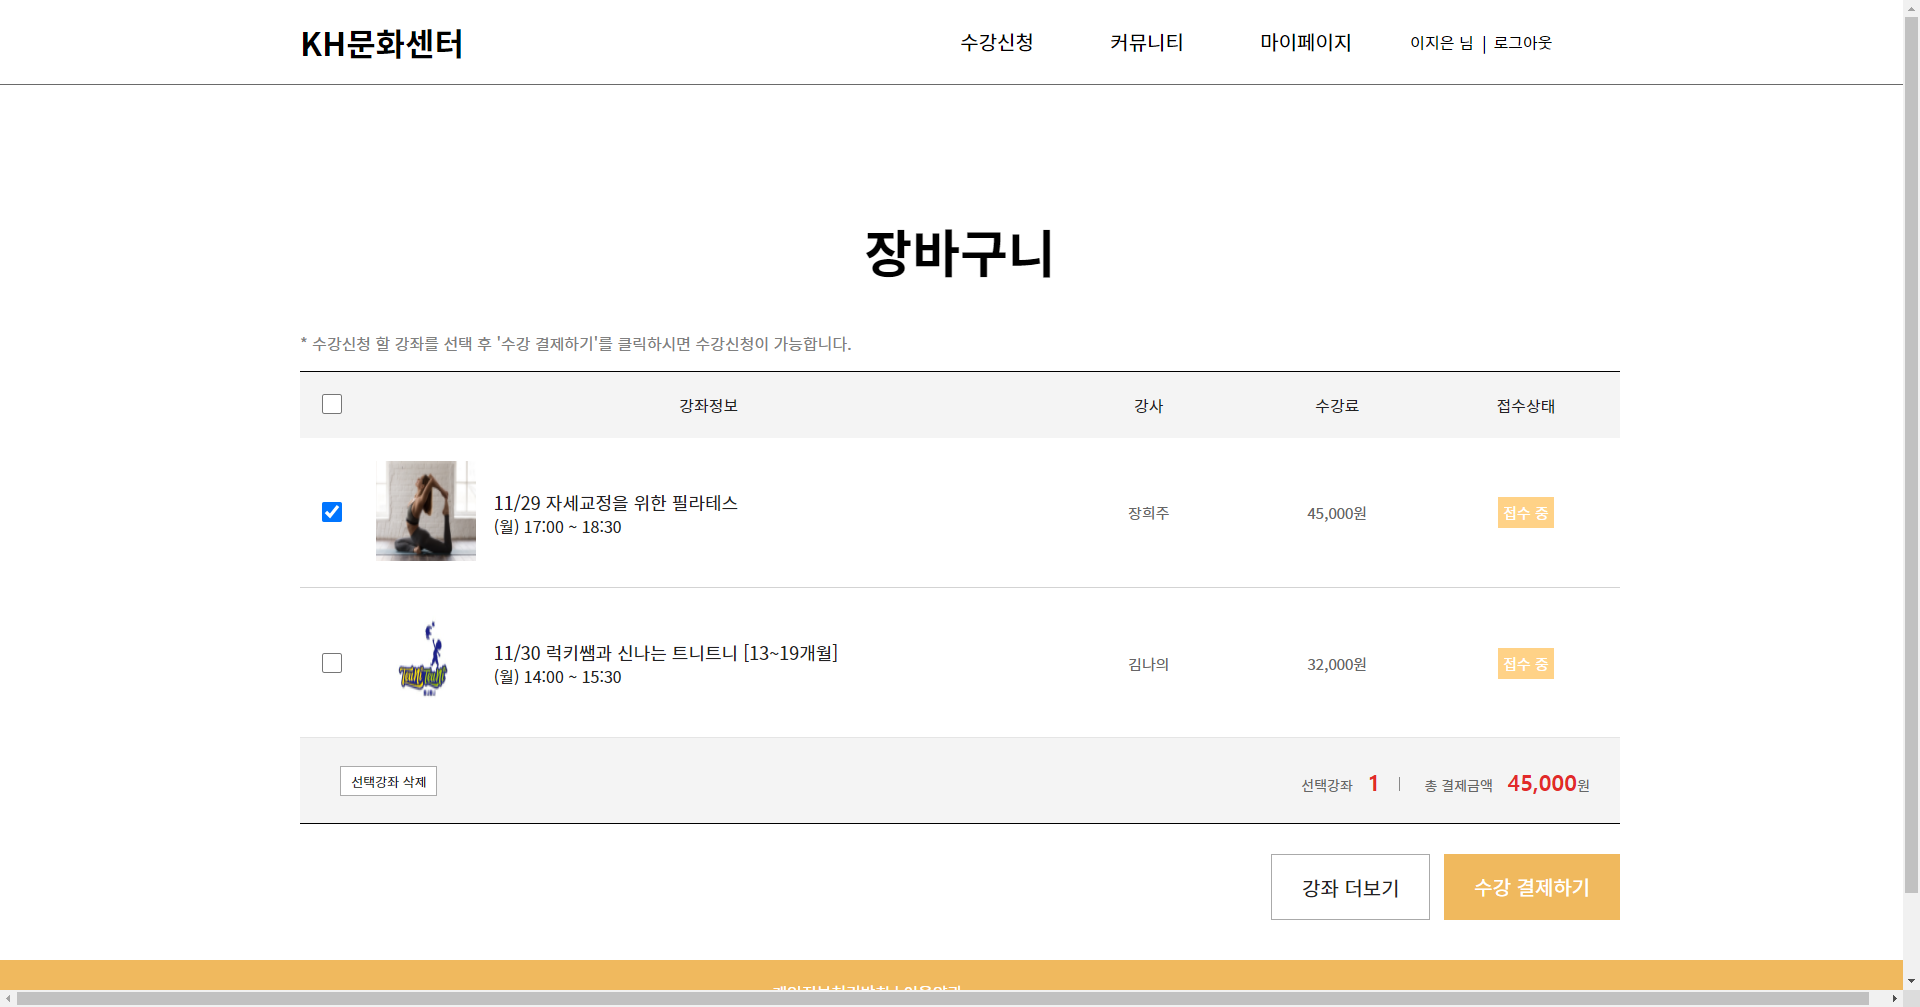 KH문화센터
수강신청 커뮤니티 마이페이지 이지은 님 | 로그아웃
장바구니
* 수강신청 할 강좌를 선택 후 '수강 결제하기'를 클릭하시면 수강신청이 가능합니다.
강좌정보 강사 수강료 접수상태
11/29 자세교정을 위한 필라테스
(월) 17:00 ~ 18:30
장희주 45,000원 접수 중
11/30 럭키쌤과 신나는 트니트니 [13~19개월]
(월) 14:00 ~ 15:30
김나의 32,000원 접수 중
선택강좌 삭제 선택강좌 1 | 총 결제금액 45,000원
강좌 더보기 수강 결제하기